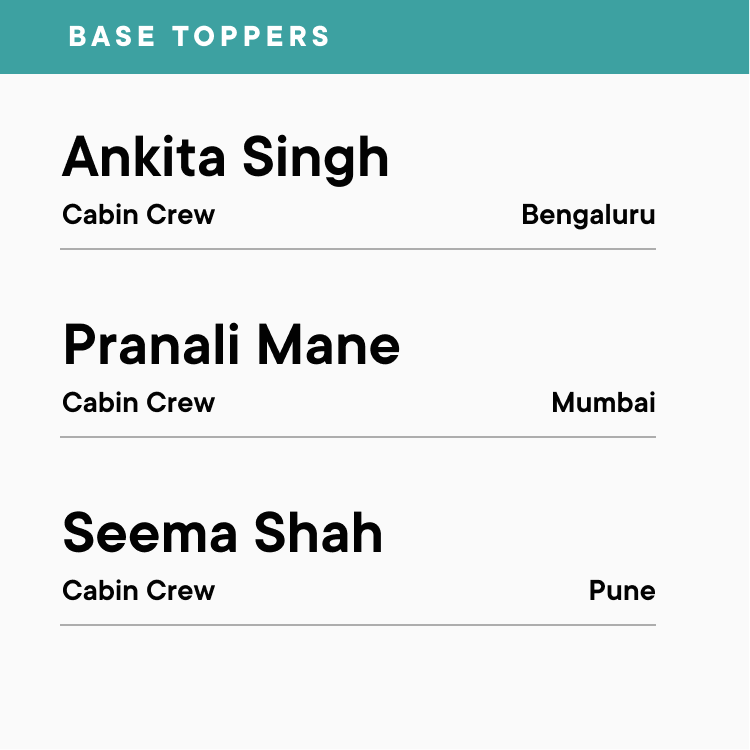 BASE TOPPERS
Ankita Singh
Cabin Crew Bengaluru
Pranali Mane
Cabin Crew Mumbai
Seema Shah
Cabin Crew Pune